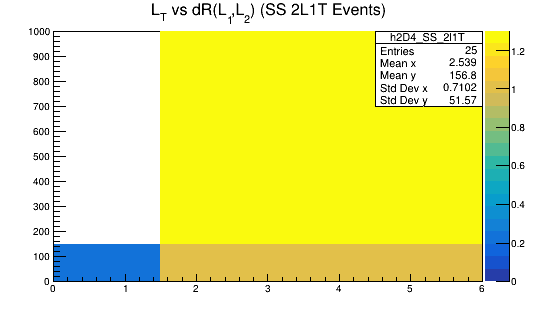 L_T vs dR(L_1,L_2) (SS 2L1T Events)
h2D4_SS_2l1T
Entries 25
Mean x 2.539
Mean y 156.8
Std Dev x 0.7102
Std Dev y 51.57
1000
900
800
700
600
500
400
300
200
100
0
0 1 2 3 4 5 6
1.2
1
0.8
0.6
0.4
0.2
0